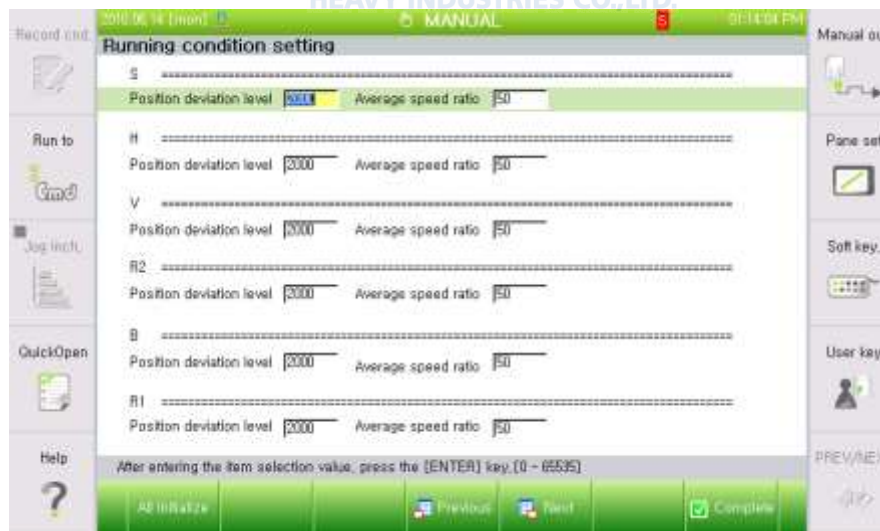 HEAVY INDUSTRIES CO.,LTD.
2010.06.14 [mon] MANUAL S 01:14:04 PM
Running condition setting
Record cnd.
Run to
Jog inch.
QuickOpen
Help
S ====================================================================
Position deviation level 2000 Average speed ratio 50
H ====================================================================
Position deviation level 2000 Average speed ratio 50
V ====================================================================
Position deviation level 2000 Average speed ratio 50
R2 ====================================================================
Position deviation level 2000 Average speed ratio 50
B ====================================================================
Position deviation level 2000 Average speed ratio 50
R1 ====================================================================
Position deviation level 2000 Average speed ratio 50
After entering the item selection value, press the [ENTER] key.[0 - 65535]
All Initialize Previous Next Complete
Manual ou
Pane set
Soft key.
User key
PREV/NEX